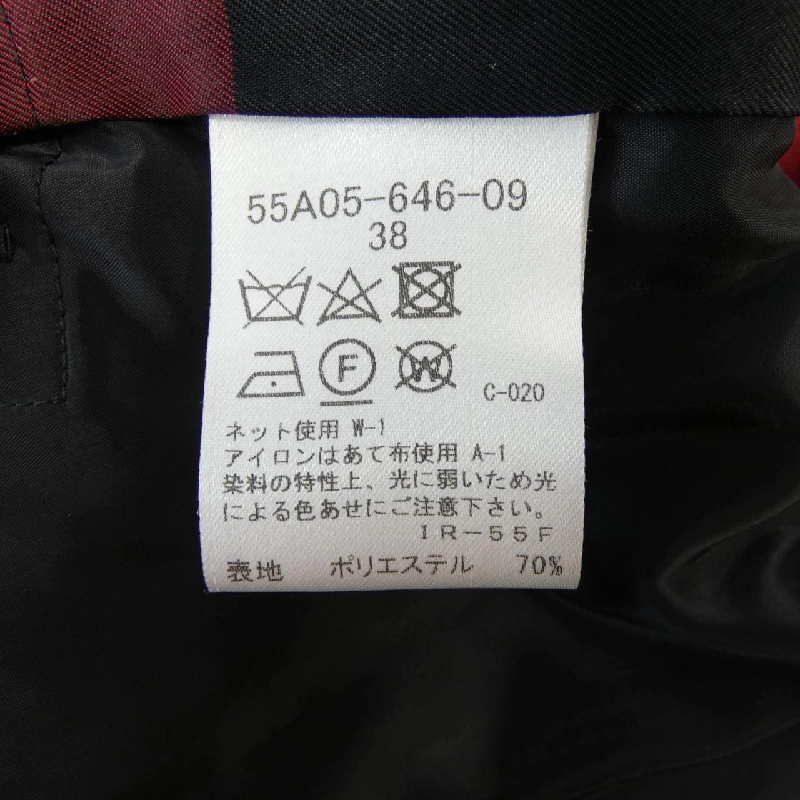 55A05-646-09
38
F W
C-020
ネット使用 W-1
アイロンはあて布使用 A-1
染料の特性上、光に弱いため光
による色あせにご注意下さい。
IR-55F
表地 ポリエステル 70%